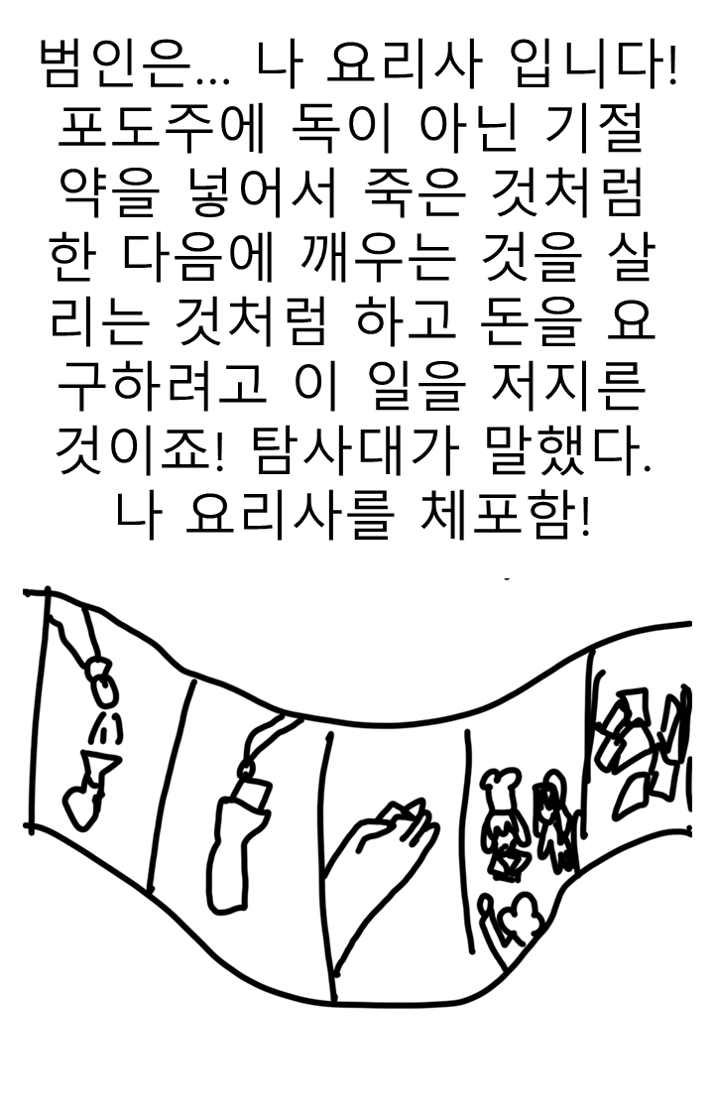 범인은... 나 요리사 입니다!
포도주에 독이 아닌 기절
약을 넣어서 죽은 것처럼
한 다음에 깨우는 것을 살
리는 것처럼 하고 돈을 요
구하려고 이 일을 저지른
것이죠! 탐사대가 말했다.
나 요리사를 체포함!